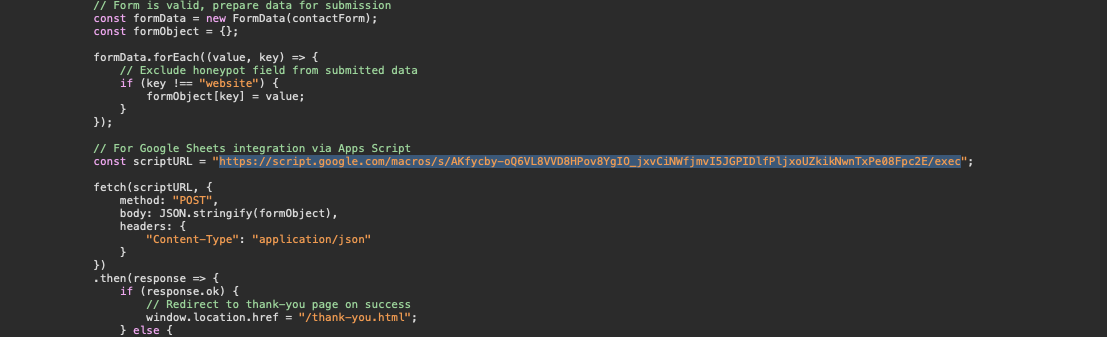 // Form is valid, prepare data for submission
const formData = new FormData(contactForm);
const formObject = {};
formData.forEach((value, key) => {
// Exclude honeypot field from submitted data
if (key !== "website") {
formObject[key] = value;
}
});
// For Google Sheets integration via Apps Script
const scriptURL = "https://script.google.com/macros/s/AKfycby-oQ6VL8VVD8HPov8YgIO_jxvCiNWfjmvI5JGPIDlfPljxoUZkikNwnTxPe08Fpc2E/exec";
fetch(scriptURL, {
method: "POST",
body: JSON.stringify(formObject),
headers: {
"Content-Type": "application/json"
}
})
.then(response => {
if (response.ok) {
// Redirect to thank-you page on success
window.location.href = "/thank-you.html";
} else {